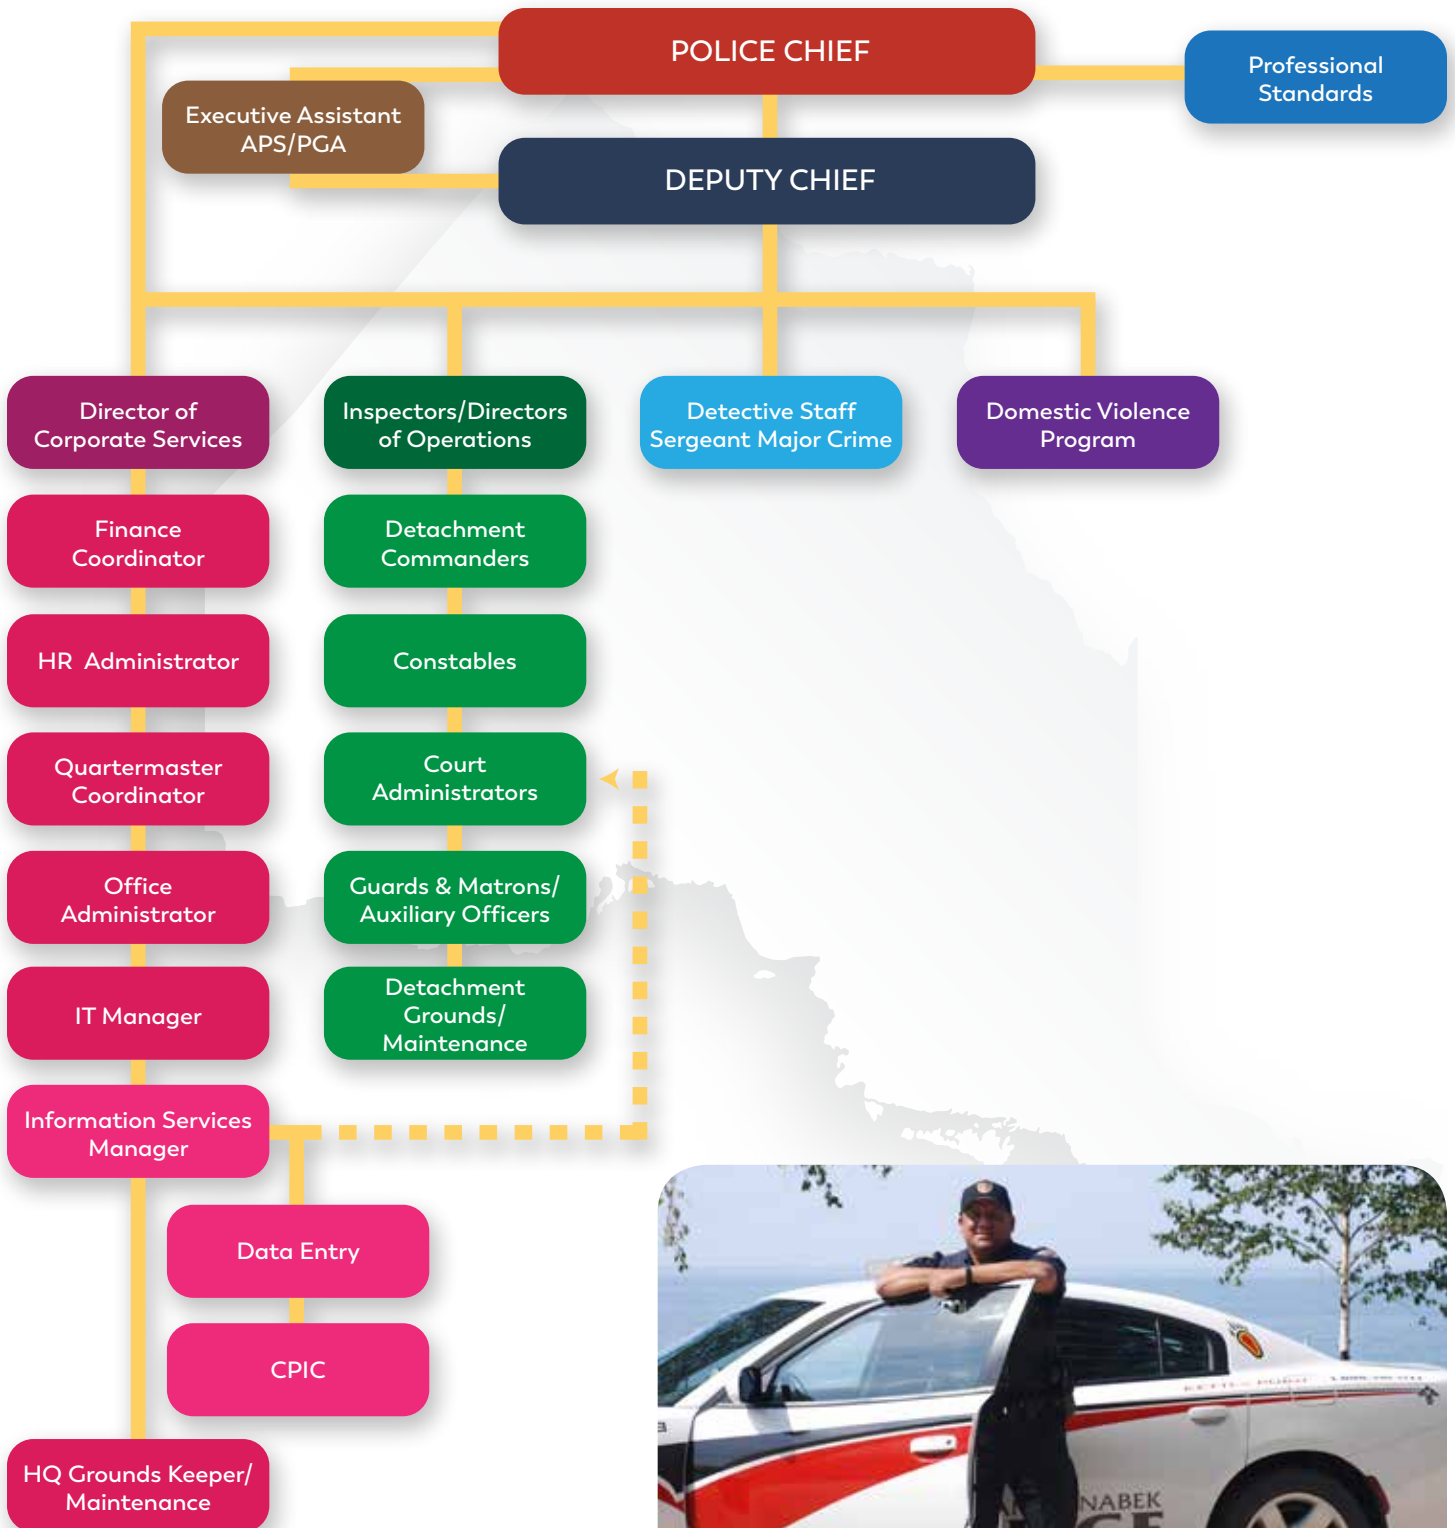 POLICE CHIEF
Professional
Standards
Executive Assistant
APS/PGA
DEPUTY CHIEF
Director of
Corporate Services
Inspectors/Directors
of Operations
Detective Staff
Sergeant Major Crime
Domestic Violence
Program
Finance
Coordinator
Detachment
Commanders
HR Administrator
Constables
Quartermaster
Coordinator
Court
Administrators
Office
Administrator
Guards & Matrons/
Auxiliary Officers
IT Manager
Detachment
Grounds/
Maintenance
Information Services
Manager
Data Entry
CPIC
HQ Grounds Keeper/
Maintenance
NABEK